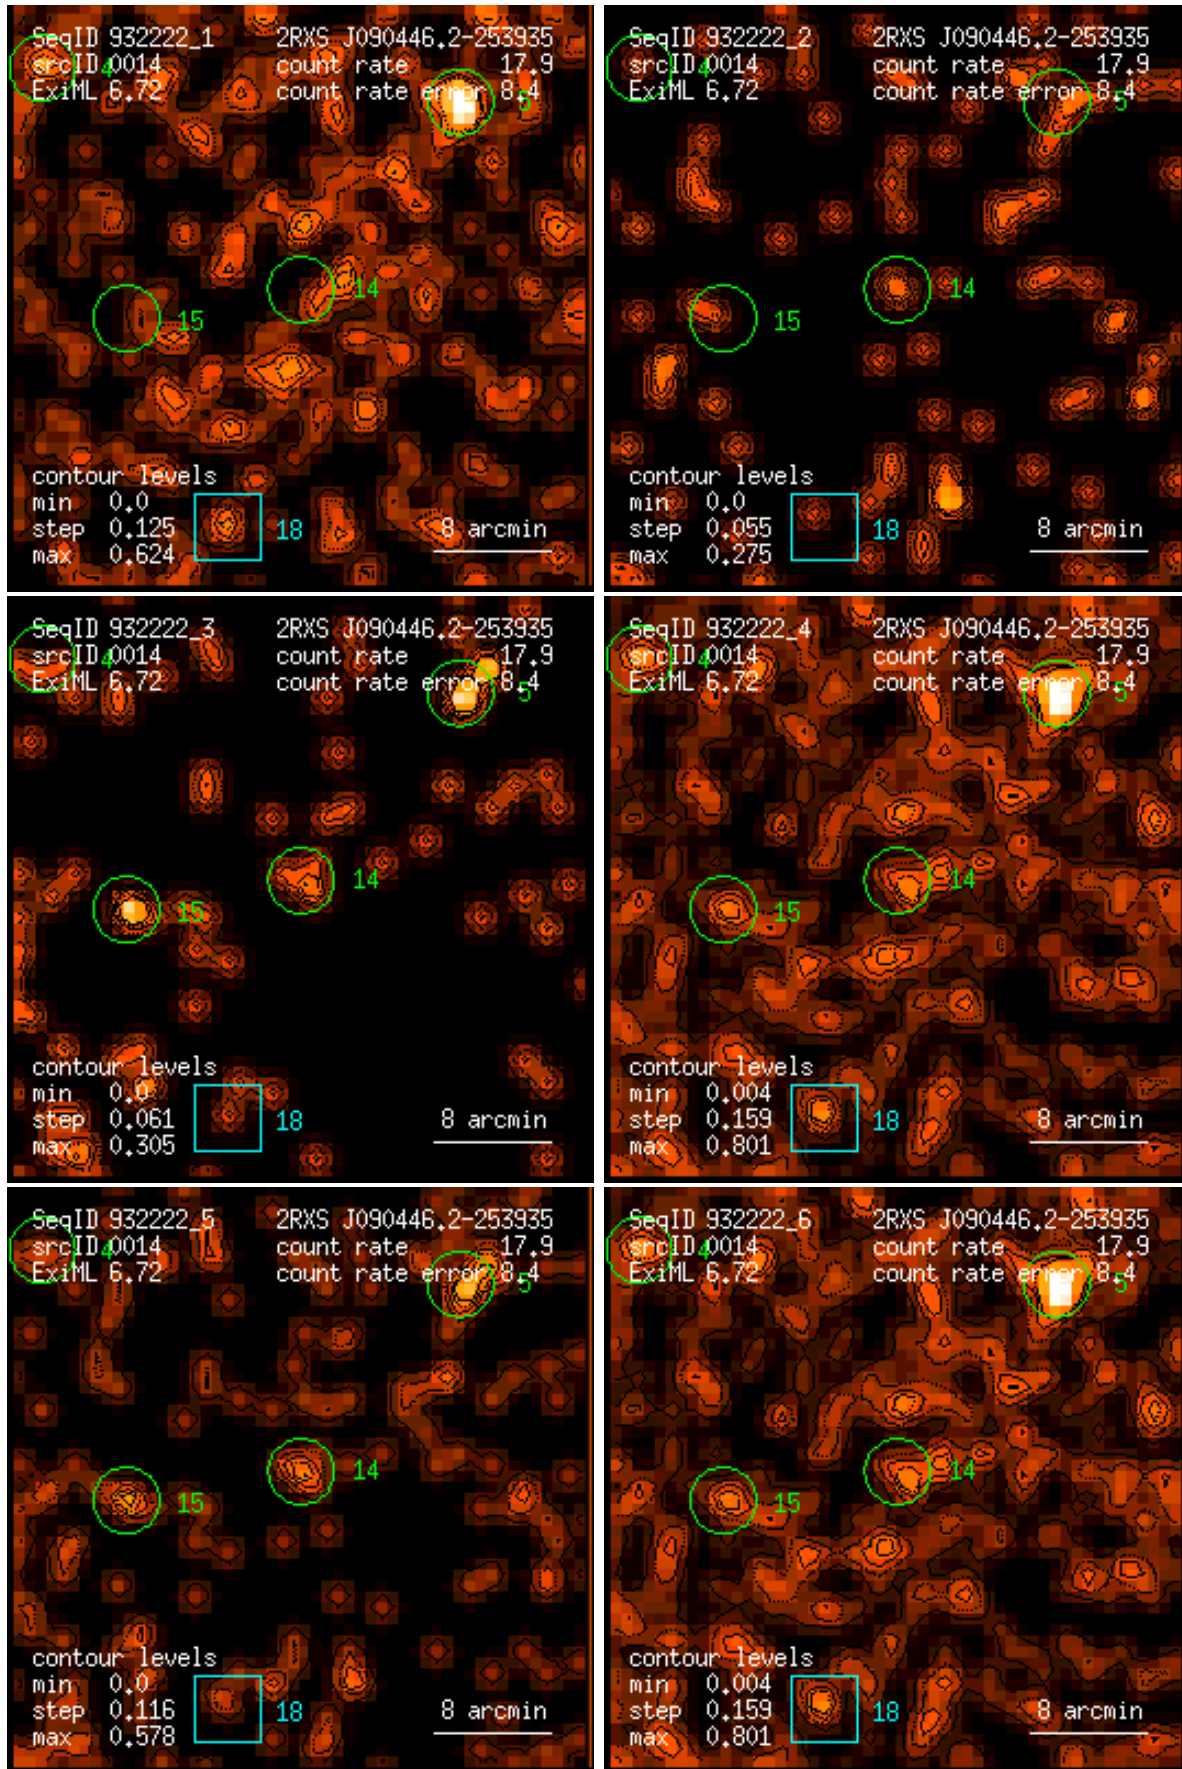 SeqID 932222_1 2RXS J090446.2-253935
srcID 0014 4 count rate 17.9
ExiML 6.72 count rate error 8.4
5
14
15
contour levels
min 0.0
step 0.125 18 8 arcmin
max 0.624
SeqID 932222_2 2RXS J090446.2-253935
srcID 0014 4 count rate 17.9
ExiML 6.72 count rate error 8.4
5
14
15
contour levels
min 0.0
step 0.055 18 8 arcmin
max 0.275
SeqID 932222_3 2RXS J090446.2-253935
srcID 0014 4 count rate 17.9
ExiML 6.72 count rate error 8.4
5
14
15
contour levels
min 0.0
step 0.061 18 8 arcmin
max 0.305
SeqID 932222_4 2RXS J090446.2-253935
srcID 0014 4 count rate 17.9
ExiML 6.72 count rate error 8.4
5
14
15
contour levels
min 0.004
step 0.159 18 8 arcmin
max 0.801
SeqID 932222_5 2RXS J090446.2-253935
srcID 0014 4 count rate 17.9
ExiML 6.72 count rate error 8.4
5
14
15
contour levels
min 0.0
step 0.116 18 8 arcmin
max 0.578
SeqID 932222_6 2RXS J090446.2-253935
srcID 0014 4 count rate 17.9
ExiML 6.72 count rate error 8.4
5
14
15
contour levels
min 0.004
step 0.159 18 8 arcmin
max 0.801